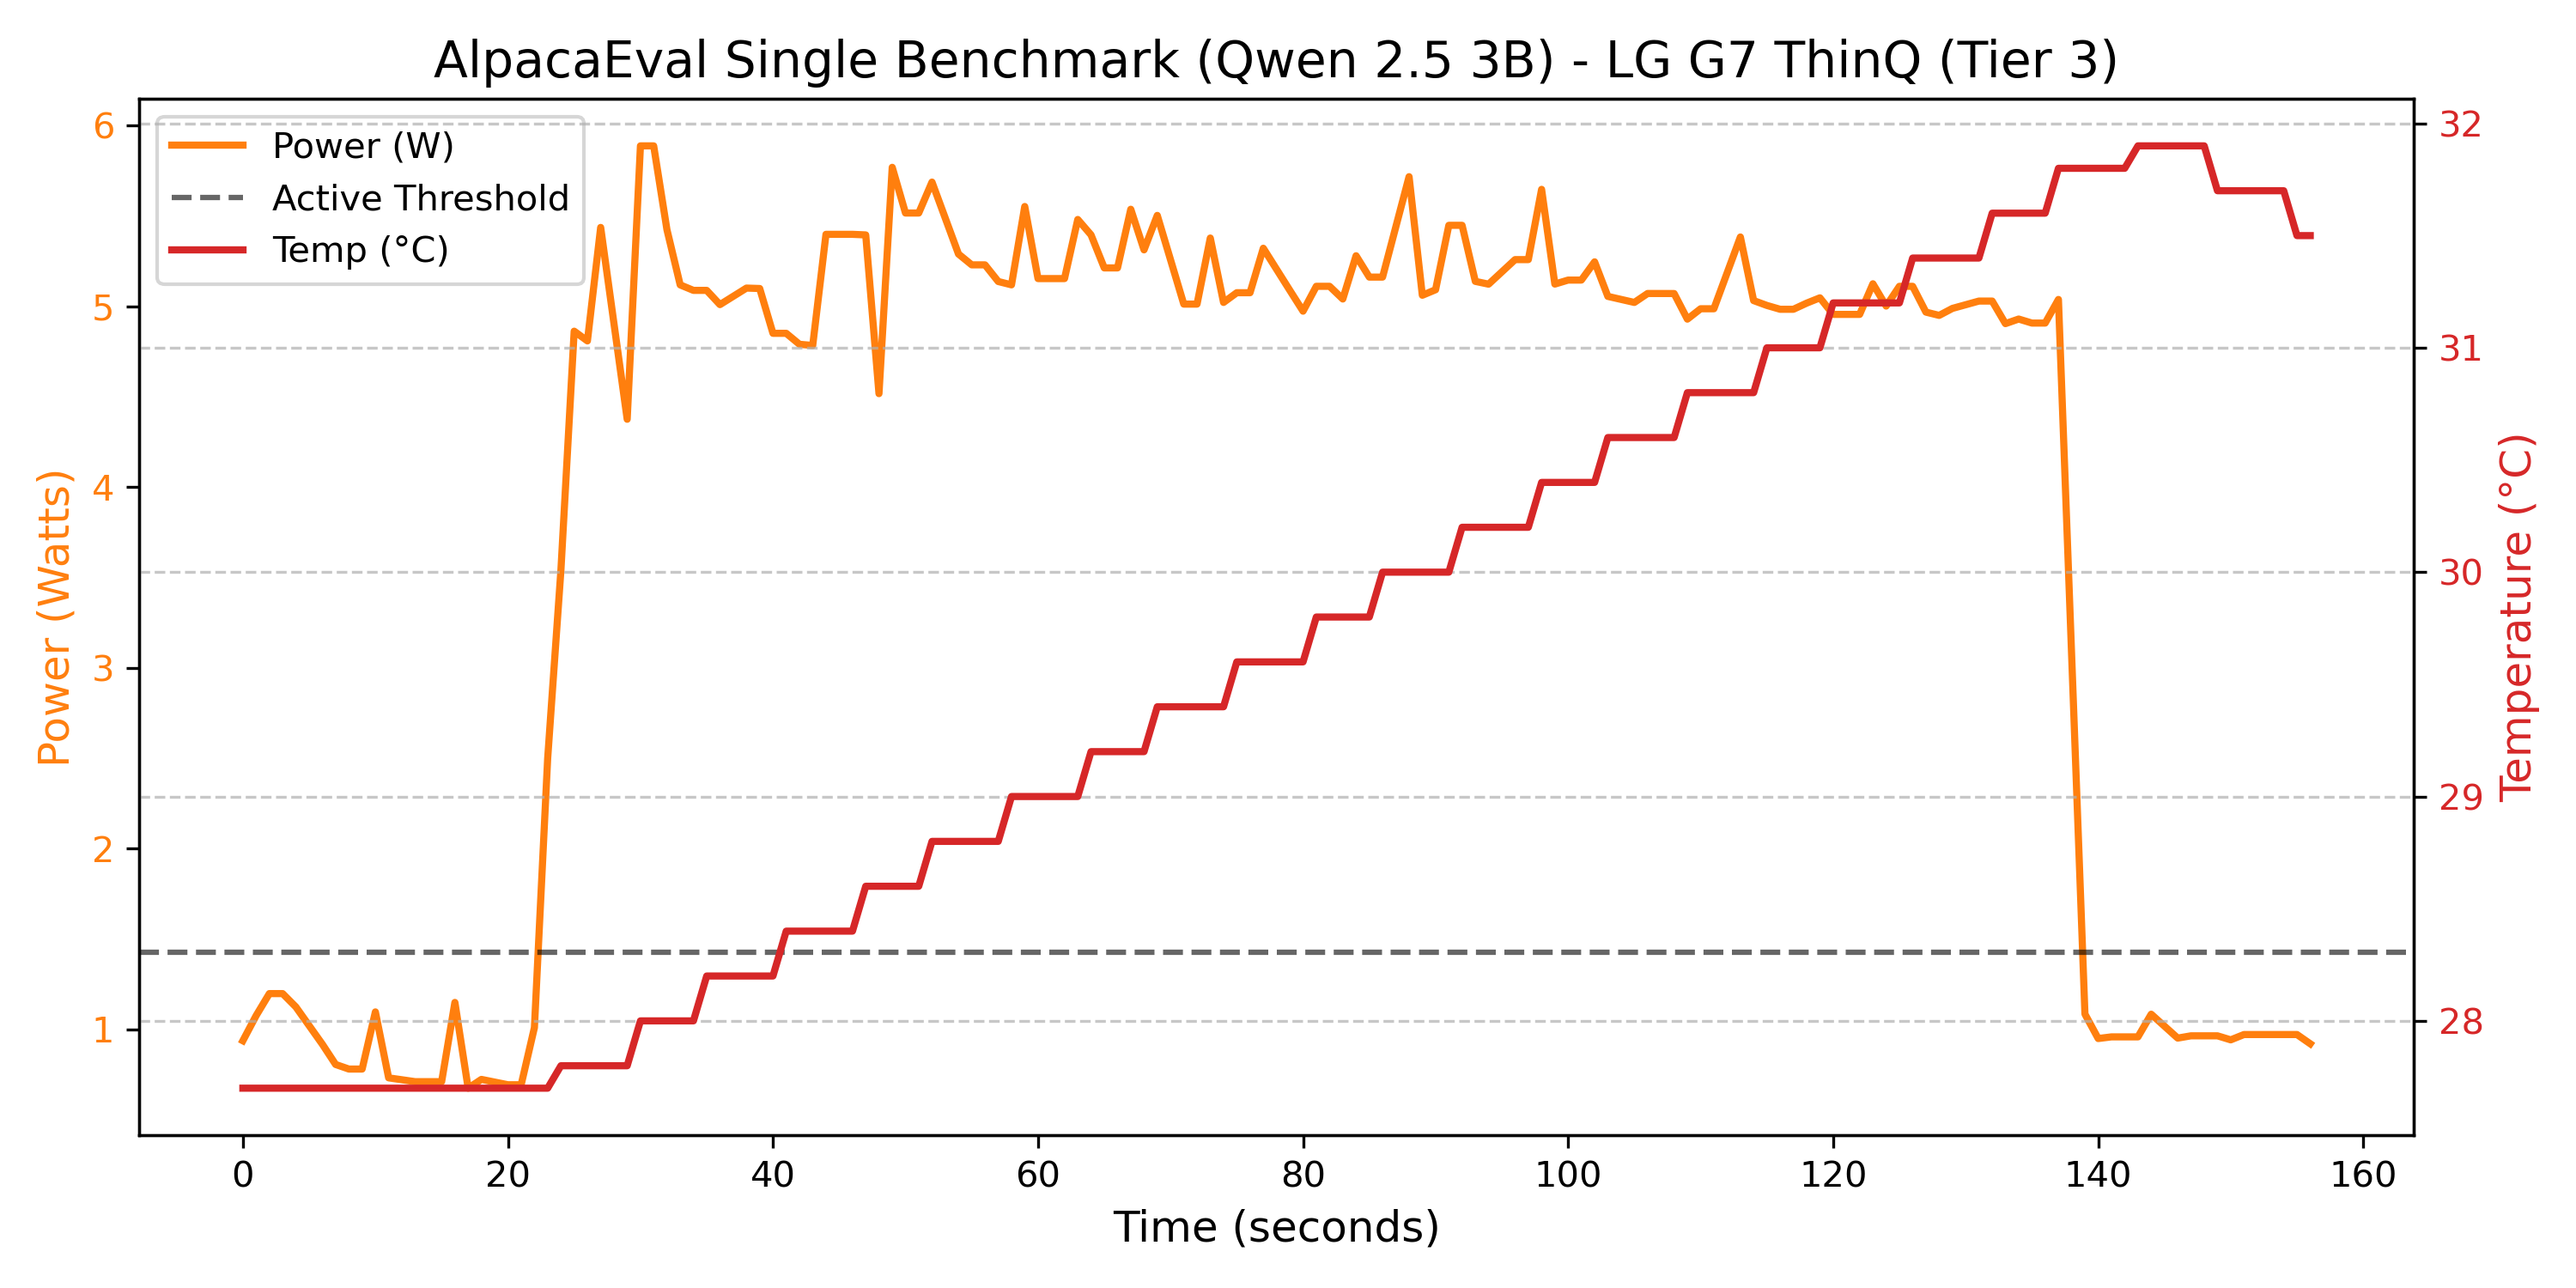 AlpacaEval Single Benchmark (Qwen 2.5 3B) - LG G7 ThinQ (Tier 3)
Power (W)
Active Threshold
Temp (°C)
Power (Watts)
6
5
4
3
2
1
32
31
30
29
28
Temperature (°C)
0 20 40 60 80 100 120 140 160
Time (seconds)